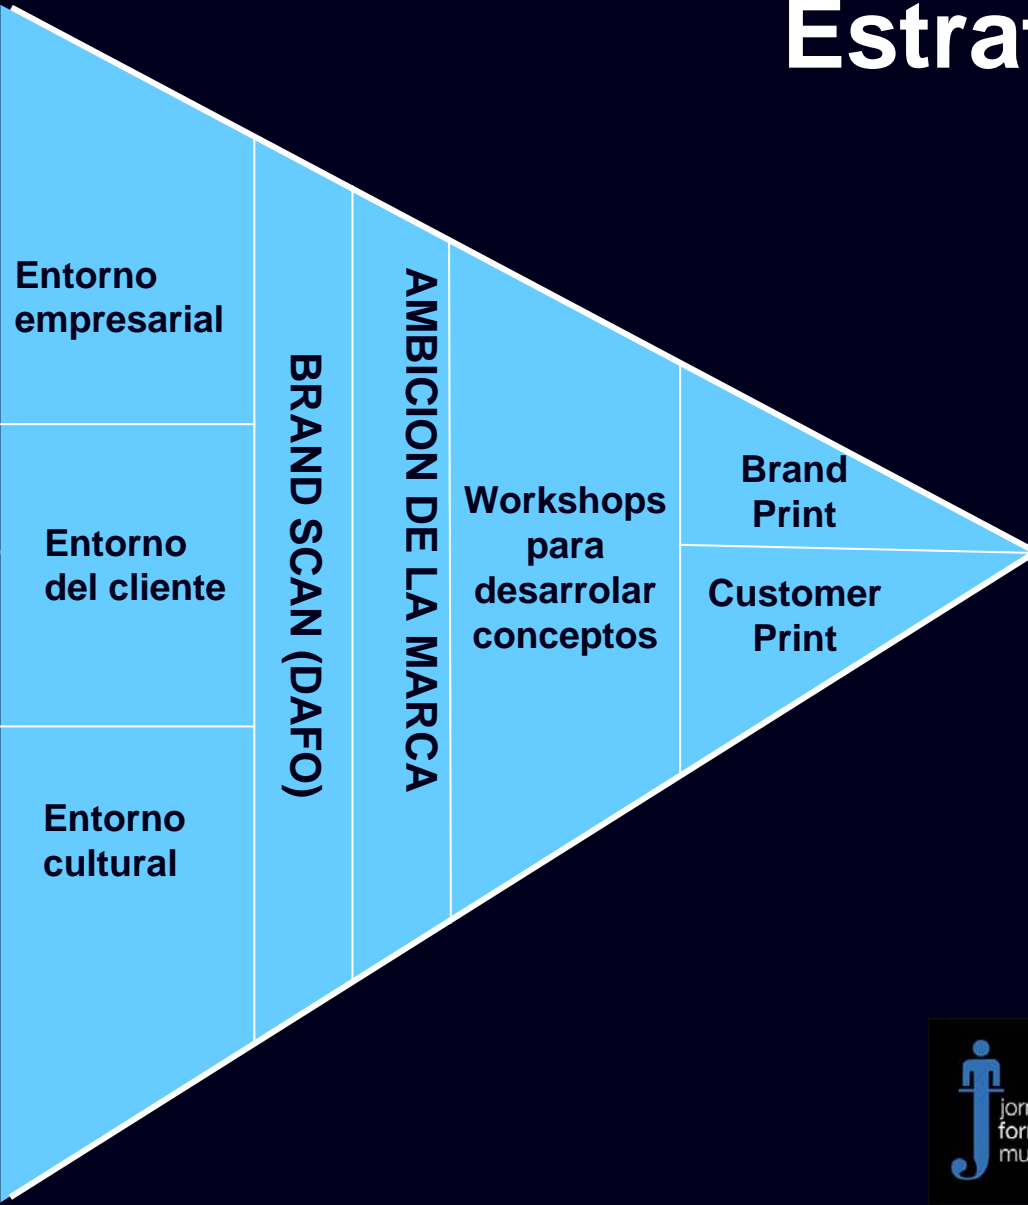 Estra
Entorno
empresarial
Entorno
del cliente
Entorno
cultural
BRAND SCAN (DAFO)
AMBICION DE LA MARCA
Workshops
para
desarrolar
conceptos
Brand
Print
Customer
Print
jor
for
mu